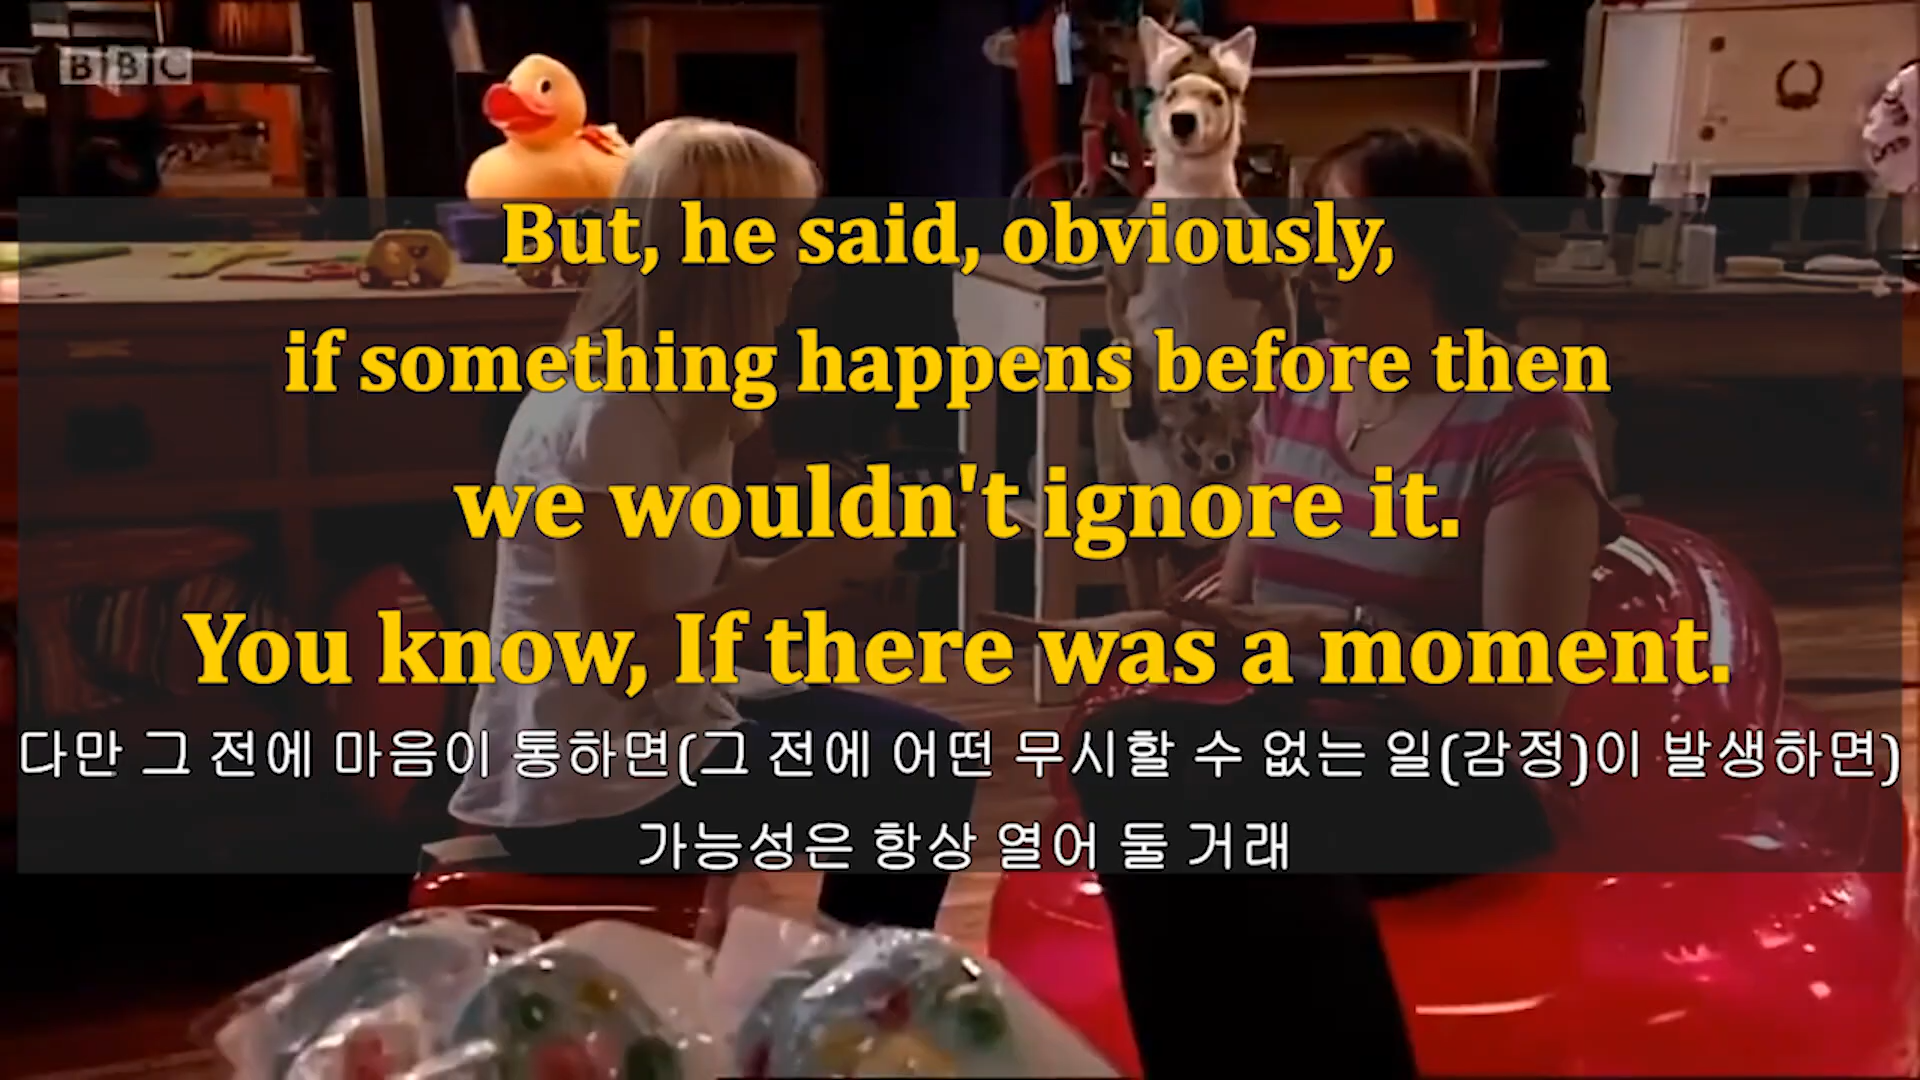 BBC
But, he said, obviously,
if something happens before then
we wouldn't ignore it.
You know, If there was a moment.
다만 그 전에 마음이 통하면(그 전에 어떤 무시할 수 없는 일(감정)이 발생하면)
가능성은 항상 열어 둘 거래